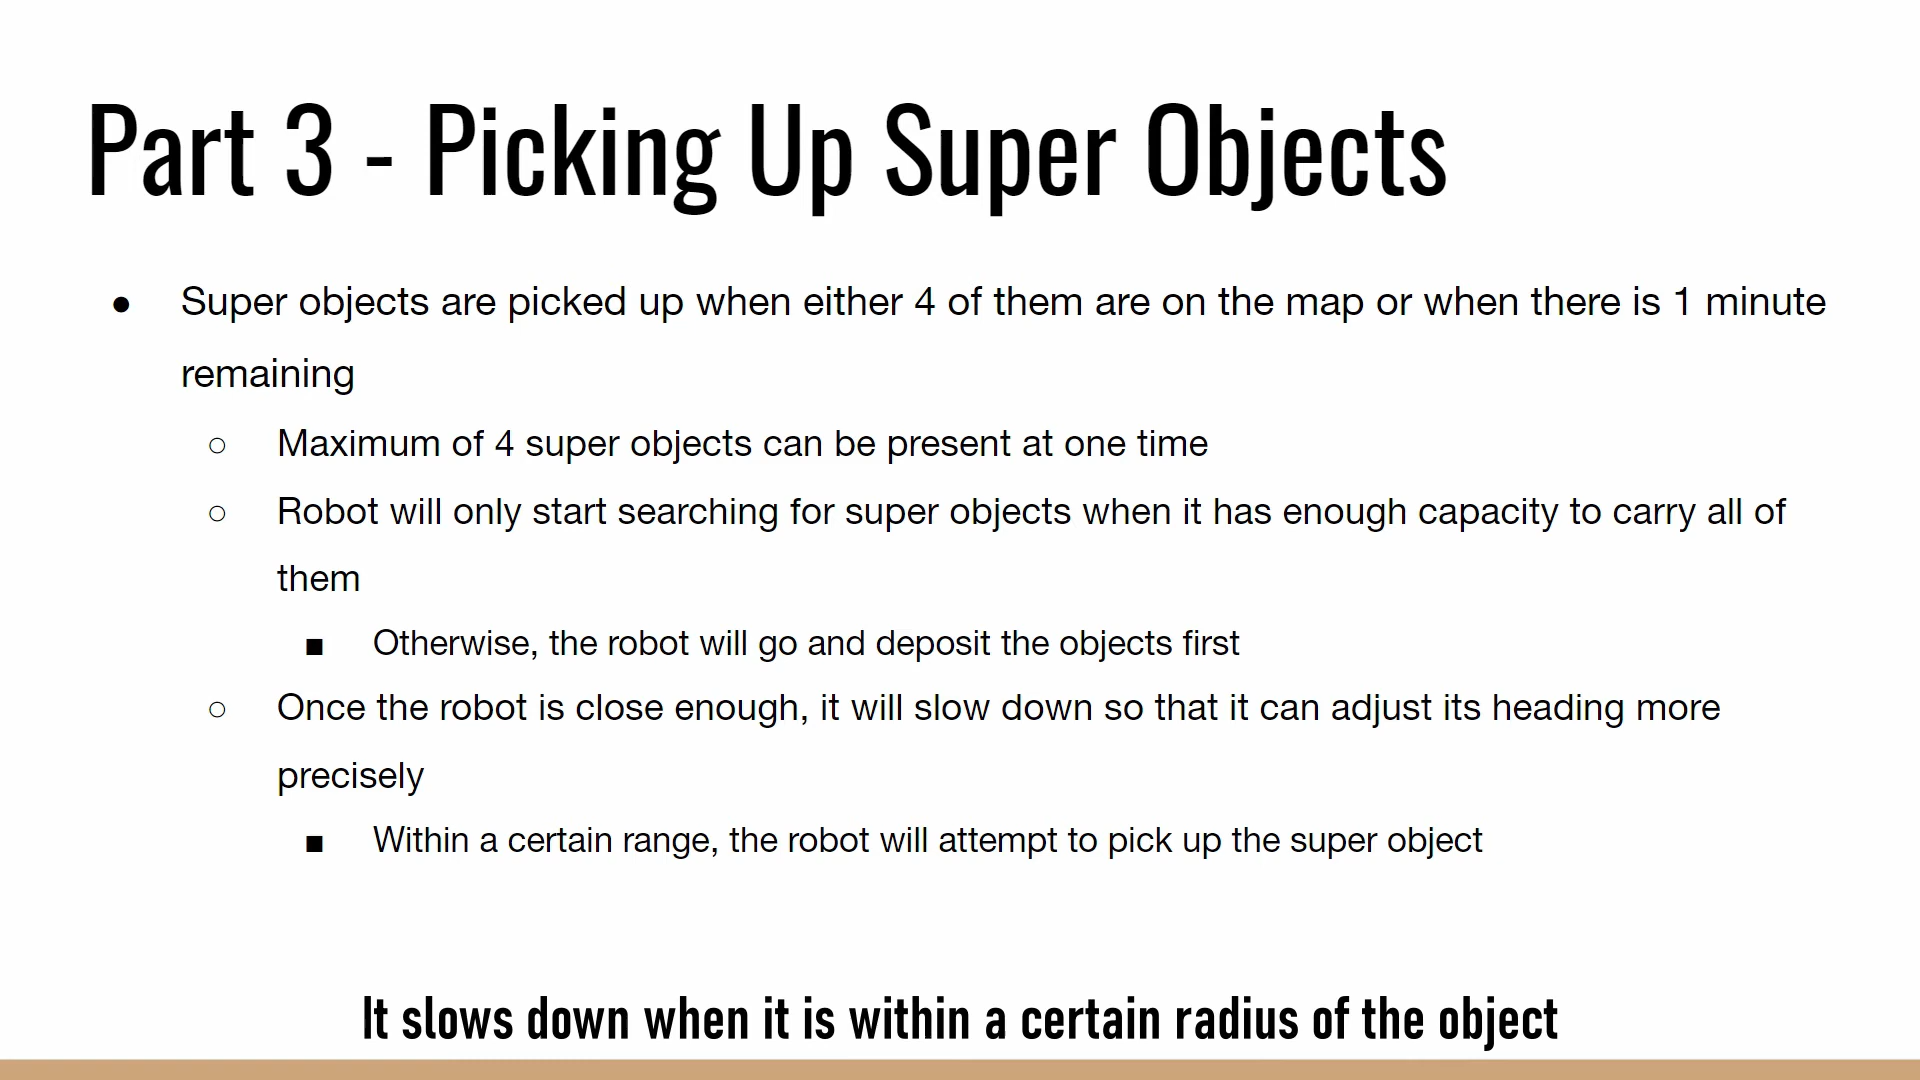 Part 3 - Picking Up Super Objects
● Super objects are picked up when either 4 of them are on the map or when there is 1 minute
remaining
○ Maximum of 4 super objects can be present at one time
○ Robot will only start searching for super objects when it has enough capacity to carry all of
them
■ Otherwise, the robot will go and deposit the objects first
○ Once the robot is close enough, it will slow down so that it can adjust its heading more
precisely
■ Within a certain range, the robot will attempt to pick up the super object
It slows down when it is within a certain radius of the object